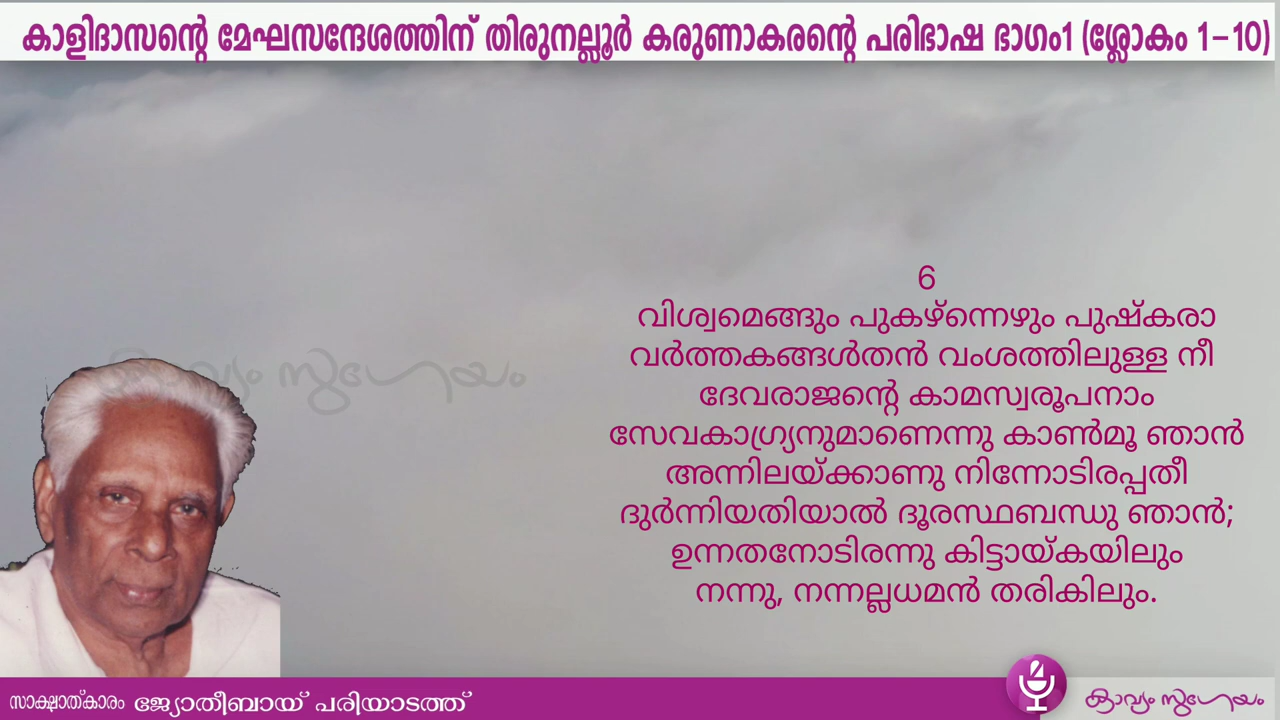 കാളിദാസന്റെ മേഘസന്ദേശത്തിന് തിരുനല്ലൂർ കരുണാകരന്റെ പരിഭാഷ ഭാഗം1 (ശ്ലോകം 1-10)
6
വിശ്വമെങ്ങും പുകഴ്ന്നെഴും പുഷ്കരാ
വർത്തകങ്ങൾതൻ വംശത്തിലുള്ള നീ
ദേവരാജന്റെ കാമസ്വരൂപനാം
സേവകാഗ്ര്യനുമാണെന്നു കാൺമൂ ഞാൻ
അന്നിലയ്ക്കാണു നിന്നോടിരപ്പതീ
ദുർന്നിയതിയാൽ ദൂരസ്ഥബന്ധു ഞാൻ;
ഉന്നതനോടിരന്നു കിട്ടായ്കയിലും
നന്നു, നന്നല്ലധമൻ തരികിലും.
കാവ്യം സുഗേയം
സാക്ഷാത്കാരം ജ്യോതീബായ് പരിയാടത്ത്
കാവ്യം സുഗേയം